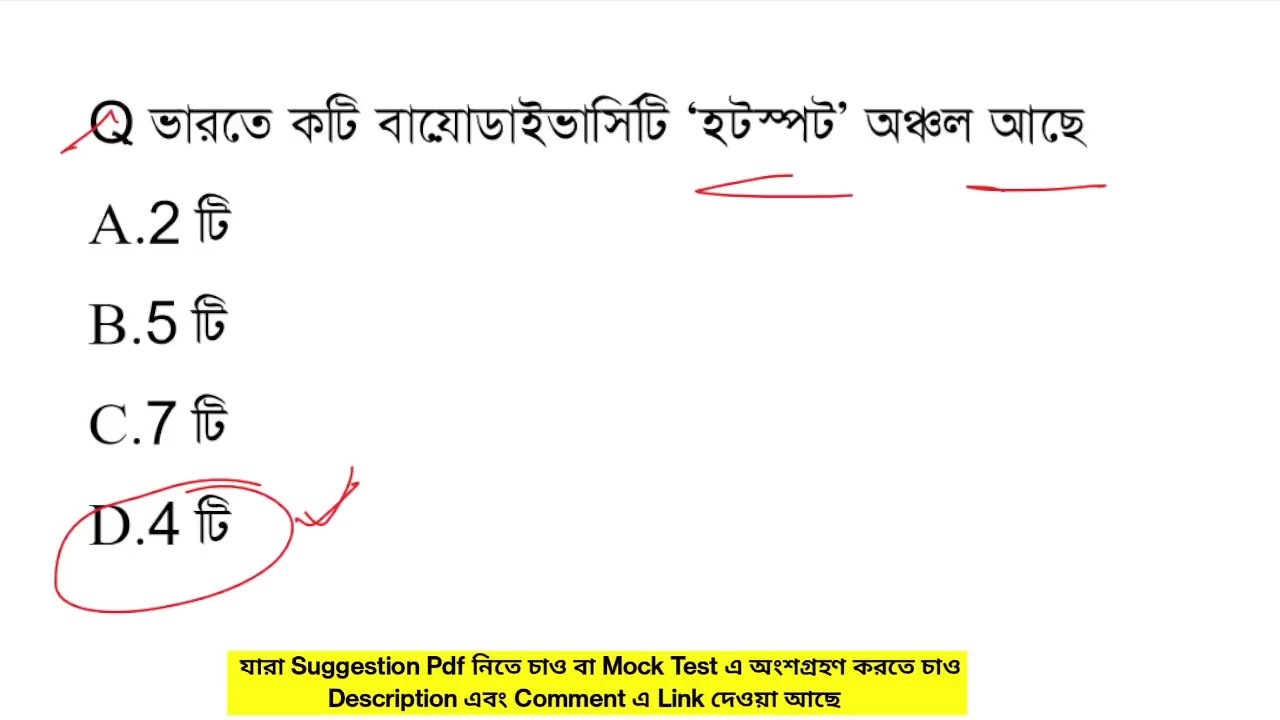 Q ভারতে কটি বায়োডাইভার্সিটি ‘হটস্পট’ অঞ্চল আছে
A.2 টি
B.5 টি
C.7 টি
D.4 টি
যারা Suggestion Pdf নিতে চাও বা Mock Test এ অংশগ্রহণ করতে চাও
Description এবং Comment এ Link দেওয়া আছে